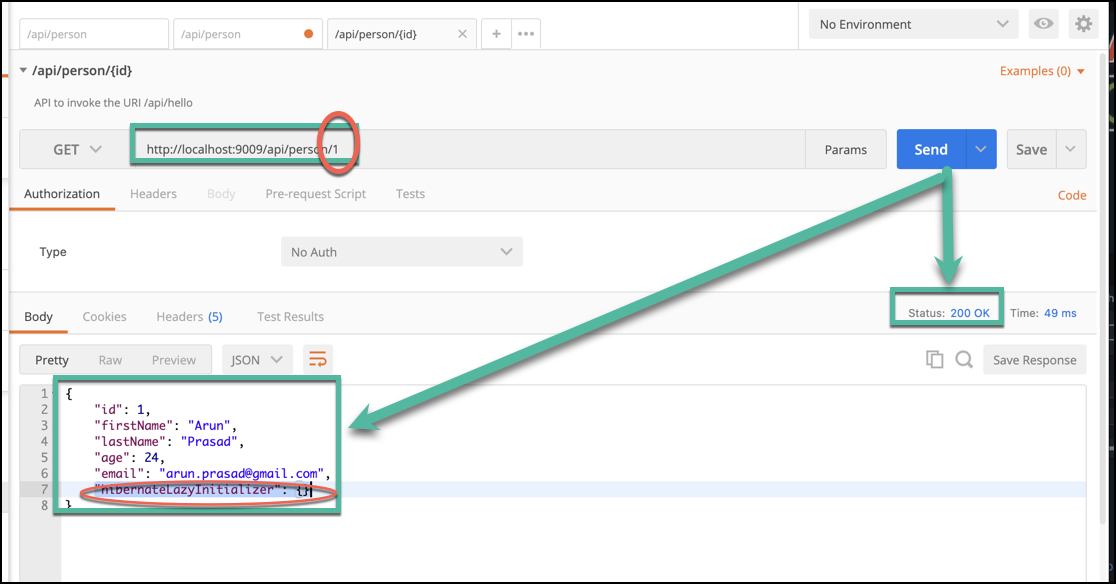 /api/person
/api/person
/api/person/{id}
+
No Environment
/api/person/{id}
Examples (0)
API to invoke the URI /api/hello
GET
http://localhost:9009/api/person/1
Params
Send
Save
Authorization
Headers
Body
Pre-request Script
Tests
Code
Type
No Auth
Body
Cookies
Headers (5)
Test Results
Status: 200 OK
Time: 49 ms
Pretty
Raw
Preview
JSON
Save Response
1 {
2 "id": 1,
3 "firstName": "Arun",
4 "lastName": "Prasad",
5 "age": 24,
6 "email": "arun.prasad@gmail.com",
7 "hibernateLazyInitializer": {}
8 }